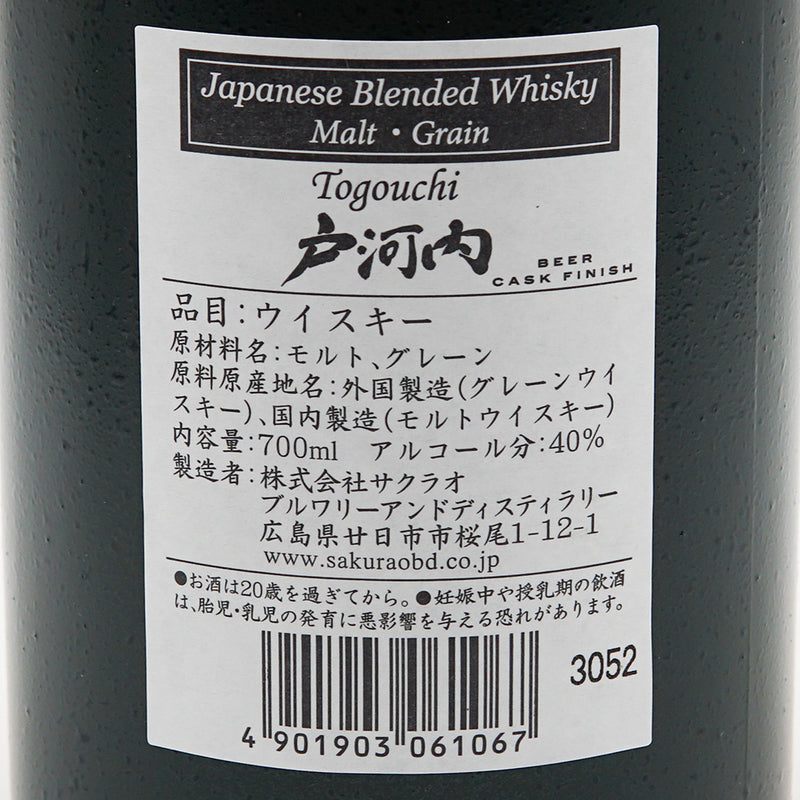 Japanese Blended Whisky
Malt・Grain
Togouchi
戸河内
BEER
CASK FINISH
品目：ウイスキー
原材料名：モルト、グレーン
原料原産地名：外国製造（グレーンウイ
スキー）、国内製造（モルトウイスキー）
内容量：700ml アルコール分：40%
製造者：株式会社サクラオ
ブルワリーアンドディスティラリー
広島県廿日市市桜尾1-12-1
www.sakuraobd.co.jp
●お酒は20歳を過ぎてから。●妊娠中や授乳期の飲酒
は、胎児・乳児の発育に悪影響を与える恐れがあります。
3052
4 901903 061067